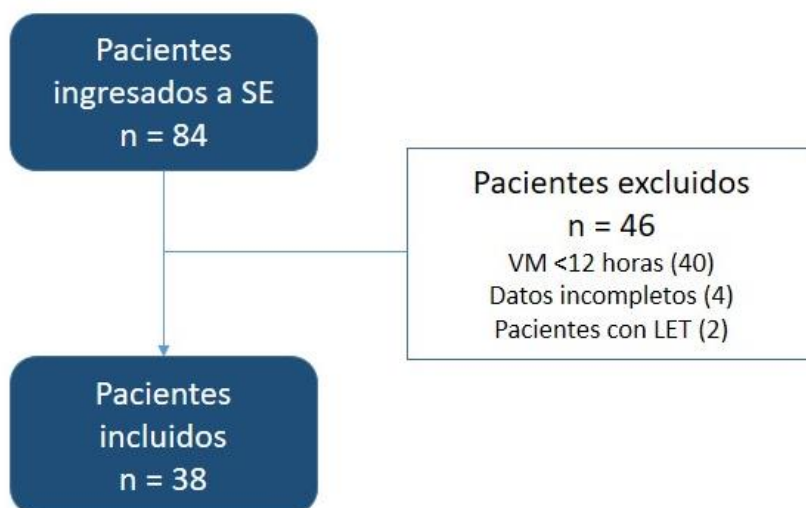 Pacientes
ingresados a SE
n = 84
Pacientes excluidos
n = 46
VM <12 horas (40)
Datos incompletos (4)
Pacientes con LET (2)
Pacientes
incluidos
n = 38